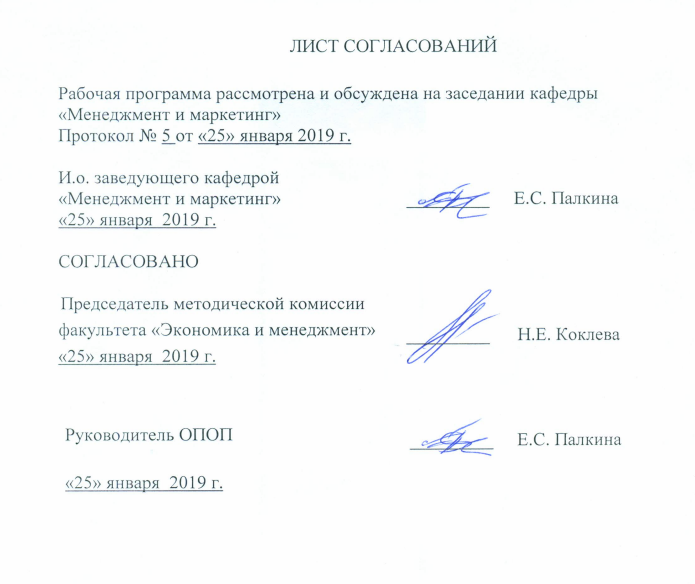 ЛИСТ СОГЛАСОВАНИЙ
Рабочая программа рассмотрена и обсуждена на заседании кафедры
«Менеджмент и маркетинг»
Протокол № 5 от «25» января 2019 г.
И.о. заведующего кафедрой
«Менеджмент и маркетинг» Е.С. Палкина
«25» января 2019 г.
СОГЛАСОВАНО
Председатель методической комиссии
факультета «Экономика и менеджмент» Н.Е. Коклева
«25» января 2019 г.
Руководитель ОПОП Е.С. Палкина
«25» января 2019 г.